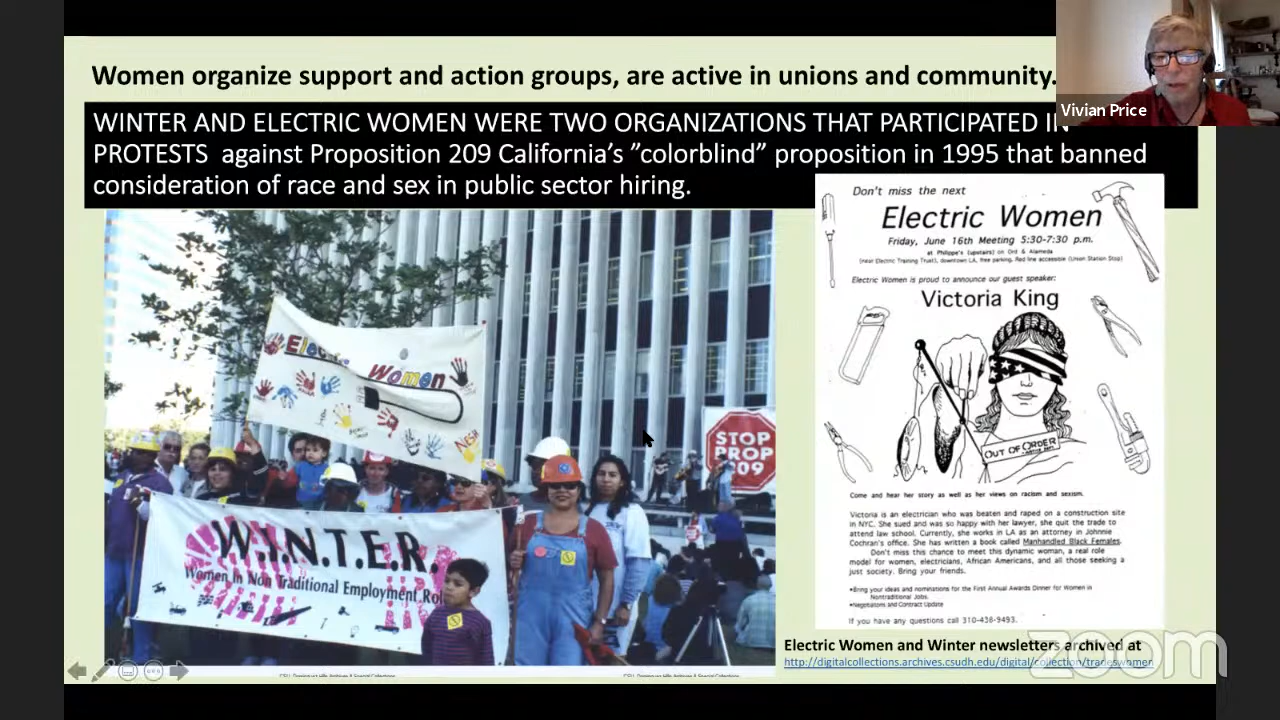 Women organize support and action groups, are active in unions and community.
Vivian Price
WINTER AND ELECTRIC WOMEN WERE TWO ORGANIZATIONS THAT PARTICIPATED IN
PROTESTS against Proposition 209 California's ”colorblind” proposition in 1995 that banned
consideration of race and sex in public sector hiring.
Electric
Women
STOP
PROP
209
W.I.N.T.E.R.
Women in Non Traditional Employment Rol
Don't miss the next
Electric Women
Friday, June 16th Meeting 5:30-7:30 p.m.
at Philippe's (upstairs) on Ord & Alameda
(near Electric Training Trust), downtown LA, free parking. Red line accessible (Union Station Stop)
Electric Women is proud to announce our guest speaker:
Victoria King
OUT OF ORDER
Come and hear her story as well as her views on racism and sexism.
Victoria is an electrician who was beaten and raped on a construction site
in NYC. She sued and was so happy with her lawyer, she quit the trade to
attend law school. Currently, she works in LA as an attorney in Johnnie
Cochran's office. She has written a book called Manhandled Black Females.
Don't miss this chance to meet this dynamic woman, a real role
model for women, electricians, African Americans, and all those seeking a
just society. Bring your friends.
•Bring your ideas and nominations for the First Annual Awards Dinner for Women in
Nontraditional Jobs.
•Negotiations and Contract Update
If you have any questions call 310-438-9493.
Electric Women and Winter newsletters archived at
http://digitalcollections.archives.csudh.edu/digital/collection/tradeswomen
zoom